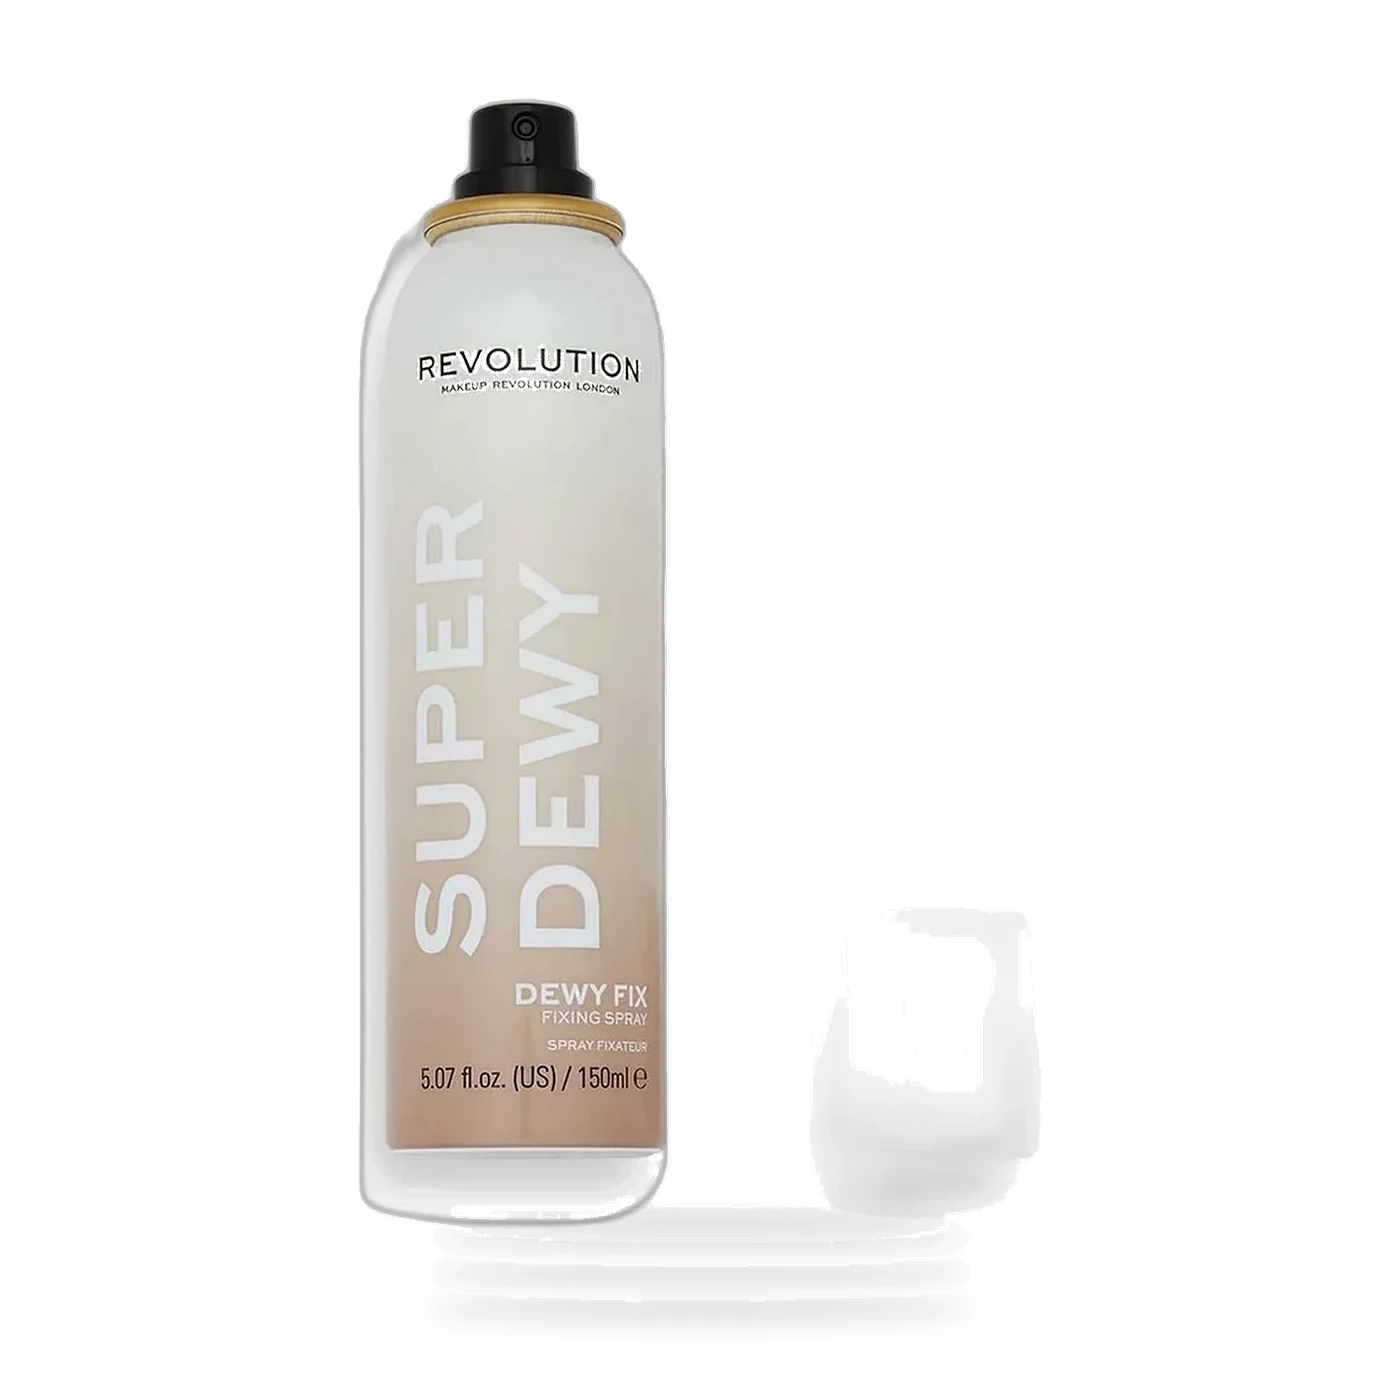 REVOLUTION
MAKEUP REVOLUTION LONDON
SUPER
DEWY
DEWY FIX
FIXING SPRAY
SPRAY FIXATEUR
5.07 fl.oz. (US) / 150ml ℮